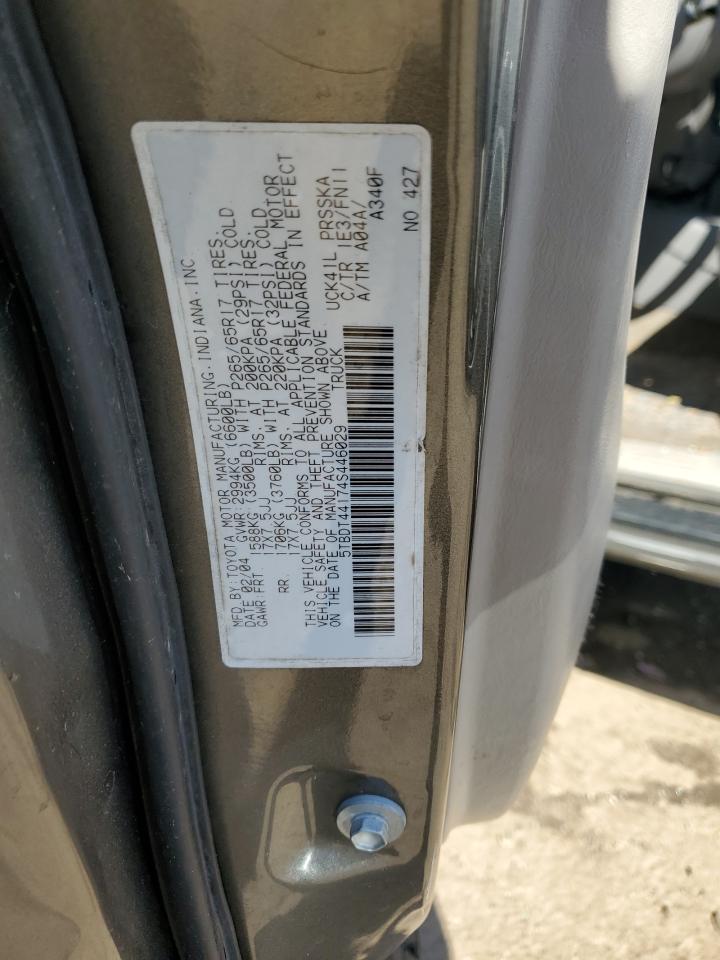 MFD. BY: TOYOTA MOTOR MANUFACTURING. INDIANA. INC
DATE 02/04 GVWR: 2994KG (6600LB)
GAWR: FRT. 1588KG (3500LB) WITH P265/65R17 TIRES.
17X7.5JJ RIMS. AT 200KPA (29PSI) COLD
RR. 1706KG (3760LB) WITH P265/65R17 TIRES.
17X7.5JJ RIMS. AT 220KPA (32PSI) COLD
THIS VEHICLE CONFORMS TO ALL APPLICABLE FEDERAL MOTOR
VEHICLE SAFETY AND THEFT PREVENTION STANDARDS IN EFFECT
ON THE DATE OF MANUFACTURE SHOWN ABOVE.
5TBDT44174S446029 TRUCK
UCK41L PRSSKA
C/TR 1E3/FN11
A/TM A04A/
A340F
NO 427